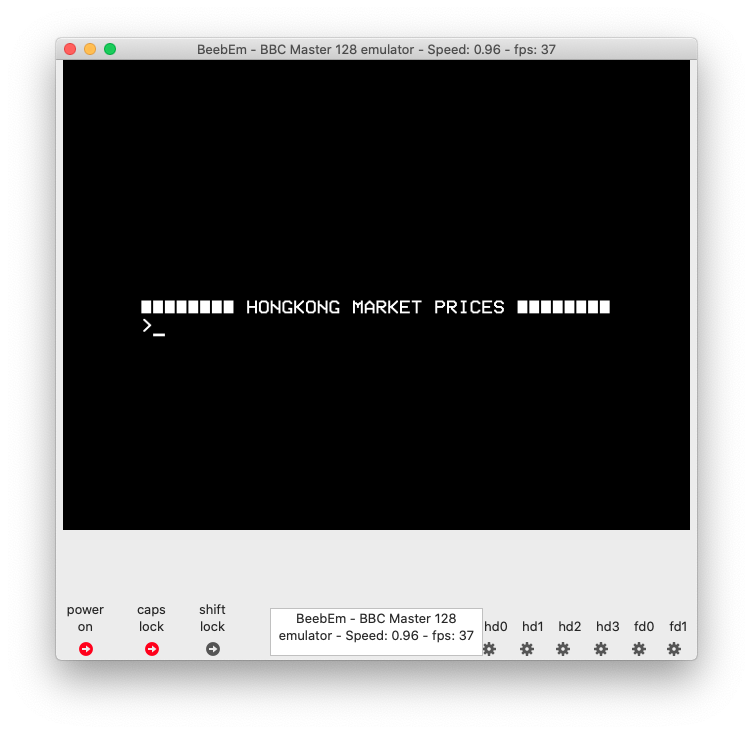 BeebEm - BBC Master 128 emulator - Speed: 0.96 - fps: 37
■■■■■■■■ HONGKONG MARKET PRICES ■■■■■■■■
>_
power on
caps lock
shift lock
BeebEm - BBC Master 128
emulator - Speed: 0.96 - fps: 37
hd0 hd1 hd2 hd3 fd0 fd1